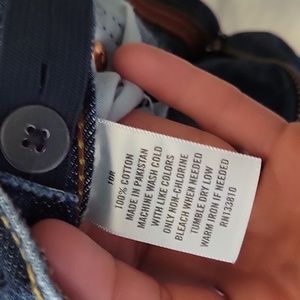 10R
100% COTTON
MADE IN PAKISTAN
MACHINE WASH COLD
WITH LIKE COLORS
ONLY NON-CHLORINE
BLEACH WHEN NEEDED
TUMBLE DRY LOW
WARM IRON IF NEEDED
RN133810